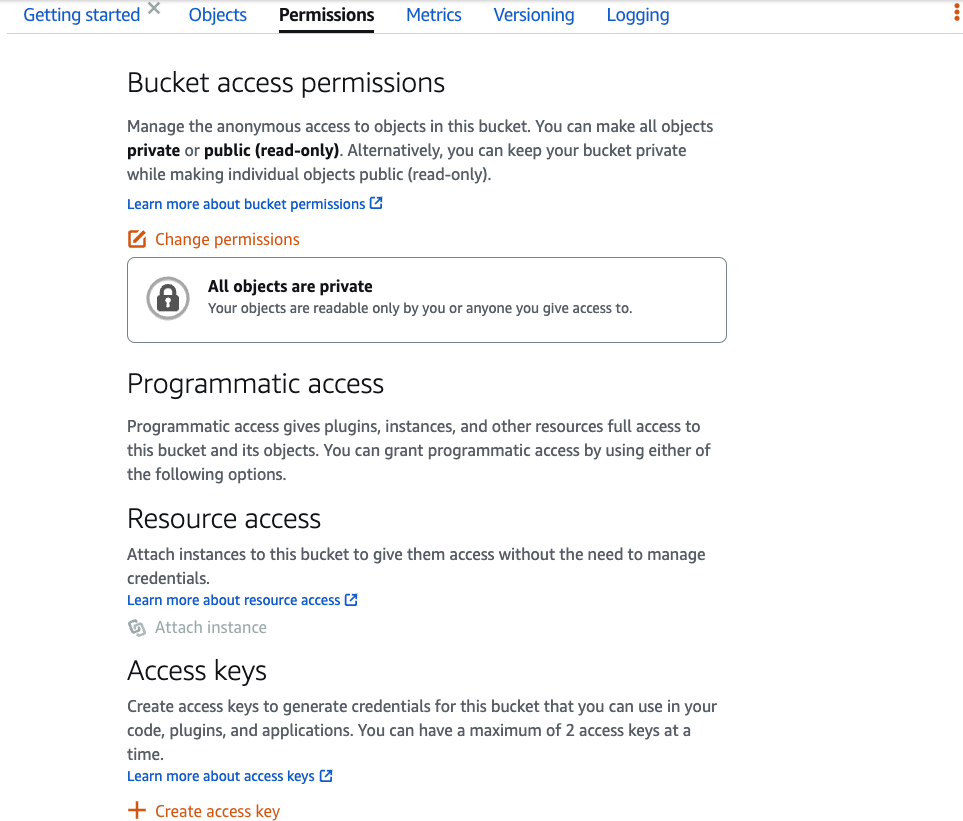 Getting started
Objects
Permissions
Metrics
Versioning
Logging
Bucket access permissions
Manage the anonymous access to objects in this bucket. You can make all objects
private or public (read-only). Alternatively, you can keep your bucket private
while making individual objects public (read-only).
Learn more about bucket permissions
Change permissions
All objects are private
Your objects are readable only by you or anyone you give access to.
Programmatic access
Programmatic access gives plugins, instances, and other resources full access to
this bucket and its objects. You can grant programmatic access by using either of
the following options.
Resource access
Attach instances to this bucket to give them access without the need to manage
credentials.
Learn more about resource access
Attach instance
Access keys
Create access keys to generate credentials for this bucket that you can use in your
code, plugins, and applications. You can have a maximum of 2 access keys at a
time.
Learn more about access keys
Create access key